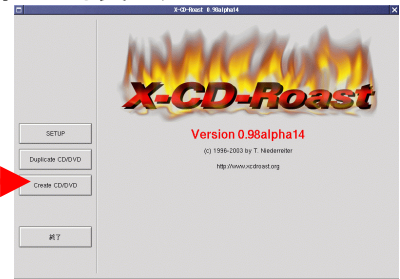 X-CD-Roast 0.98alpha14
X-CD-Roast
SETUP
Duplicate CD/DVD
Create CD/DVD
終了
Version 0.98alpha14
(c) 1996-2003 by T. Niederreiter
http://www.xcdroast.org